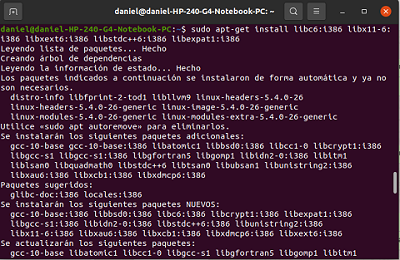 daniel@daniel-HP-240-G4-Notebook-PC: ~
daniel@daniel-HP-240-G4-Notebook-PC:~$ sudo apt-get install libc6:i386 libx11-6:
i386 libxext6:i386 libstdc++6:i386 libexpat1:i386
Leyendo lista de paquetes... Hecho
Creando árbol de dependencias
Leyendo la información de estado... Hecho
Los paquetes indicados a continuación se instalaron de forma automática y ya no
son necesarios.
distro-info libfprint-2-tod1 libllvm9 linux-headers-5.4.0-26
linux-headers-5.4.0-26-generic linux-image-5.4.0-26-generic
linux-modules-5.4.0-26-generic linux-modules-extra-5.4.0-26-generic
Utilice «sudo apt autoremove» para eliminarlos.
Se instalarán los siguientes paquetes adicionales:
gcc-10-base gcc-10-base:i386 libatomic1 libbsd0:i386 libcc1-0 libcrypt1:i386
libgcc-s1 libgcc-s1:i386 libgfortran5 libgomp1 libidn2-0:i386 libitm1
liblsan0 libquadmath0 libstdc++6 libtsan0 libubsan1 libunistring2:i386
libxau6:i386 libxcb1:i386 libxdmcp6:i386
Paquetes sugeridos:
glibc-doc:i386 locales:i386
Se instalarán los siguientes paquetes NUEVOS:
gcc-10-base:i386 libbsd0:i386 libc6:i386 libcrypt1:i386 libexpat1:i386
libgcc-s1:i386 libidn2-0:i386 libstdc++6:i386 libunistring2:i386
libx11-6:i386 libxau6:i386 libxcb1:i386 libxdmcp6:i386 libxext6:i386
Se actualizarán los siguientes paquetes:
gcc-10-base libatomic1 libcc1-0 libgcc-s1 libgfortran5 libgomp1 libitm1